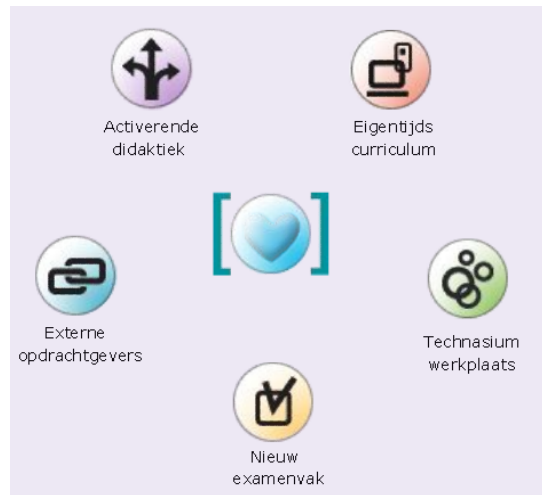 Activerende
didaktiek
Eigentijds
curriculum
Externe
opdrachtgevers
Technasium
werkplaats
Nieuw
examenvak